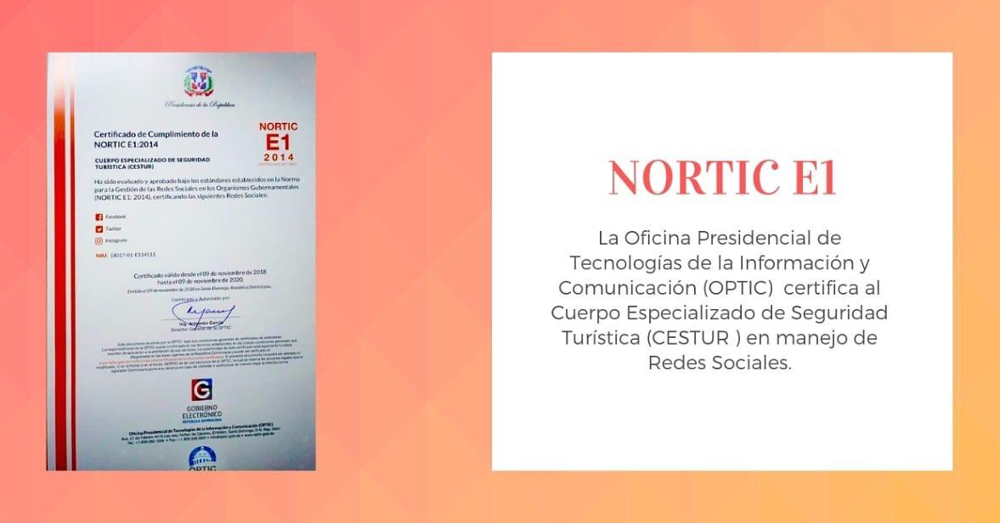 Presidencia de la República
Certificado de Cumplimiento de la
NORTIC E1:2014
NORTIC
E1
2014
CUERPO ESPECIALIZADO DE SEGURIDAD
TURÍSTICA (CESTUR)
Ha sido evaluado y aprobado bajo los estándares establecidos en la Norma
para la Gestión de las Redes Sociales en los Organismos Gubernamentales
(NORTIC E1: 2014), certificando las siguientes Redes Sociales:
Facebook
Twitter
Instagram
NIU: 18017-01-E114111
Certificado válido desde el 09 de noviembre de 2018
hasta el 09 de noviembre de 2020.
Emitido el 09 de noviembre de 2018 en Santo Domingo, República Dominicana.
Certificado y Autorizado por:
Ing. Armando García
Director General de la OPTIC
G
GOBIERNO
ELECTRÓNICO
REPÚBLICA DOMINICANA
Oficina Presidencial de Tecnologías de la Información y Comunicación (OPTIC)
OPTIC
NORTIC E1
La Oficina Presidencial de
Tecnologías de la Información y
Comunicación (OPTIC) certifica al
Cuerpo Especializado de Seguridad
Turística (CESTUR ) en manejo de
Redes Sociales.